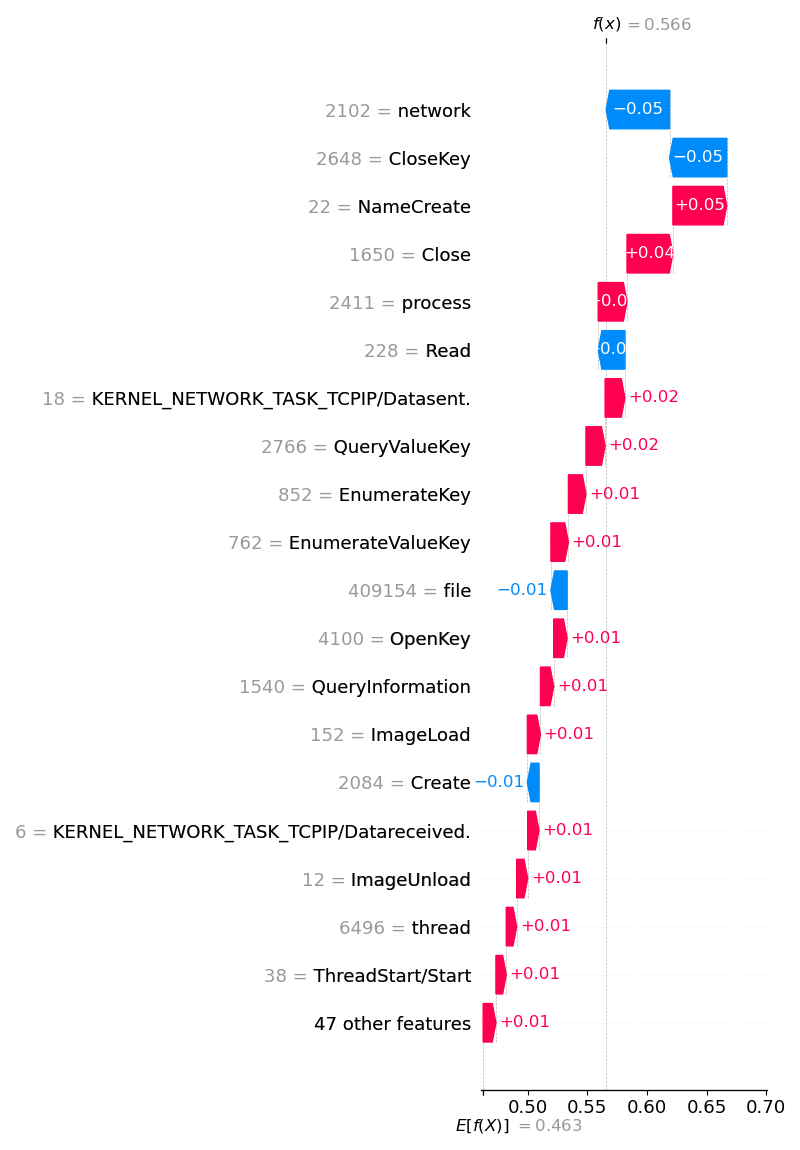 f(x) = 0.566
2102 = network −0.05
2648 = CloseKey −0.05
22 = NameCreate +0.05
1650 = Close +0.04
2411 = process
228 = Read
18 = KERNEL_NETWORK_TASK_TCPIP/Datasent. +0.02
2766 = QueryValueKey +0.02
852 = EnumerateKey +0.01
762 = EnumerateValueKey +0.01
409154 = file −0.01
4100 = OpenKey +0.01
1540 = QueryInformation +0.01
152 = ImageLoad +0.01
2084 = Create −0.01
6 = KERNEL_NETWORK_TASK_TCPIP/Datareceived. +0.01
12 = ImageUnload +0.01
6496 = thread +0.01
38 = ThreadStart/Start +0.01
47 other features +0.01
0.50 0.55 0.60 0.65 0.70
E[f(X)] = 0.463